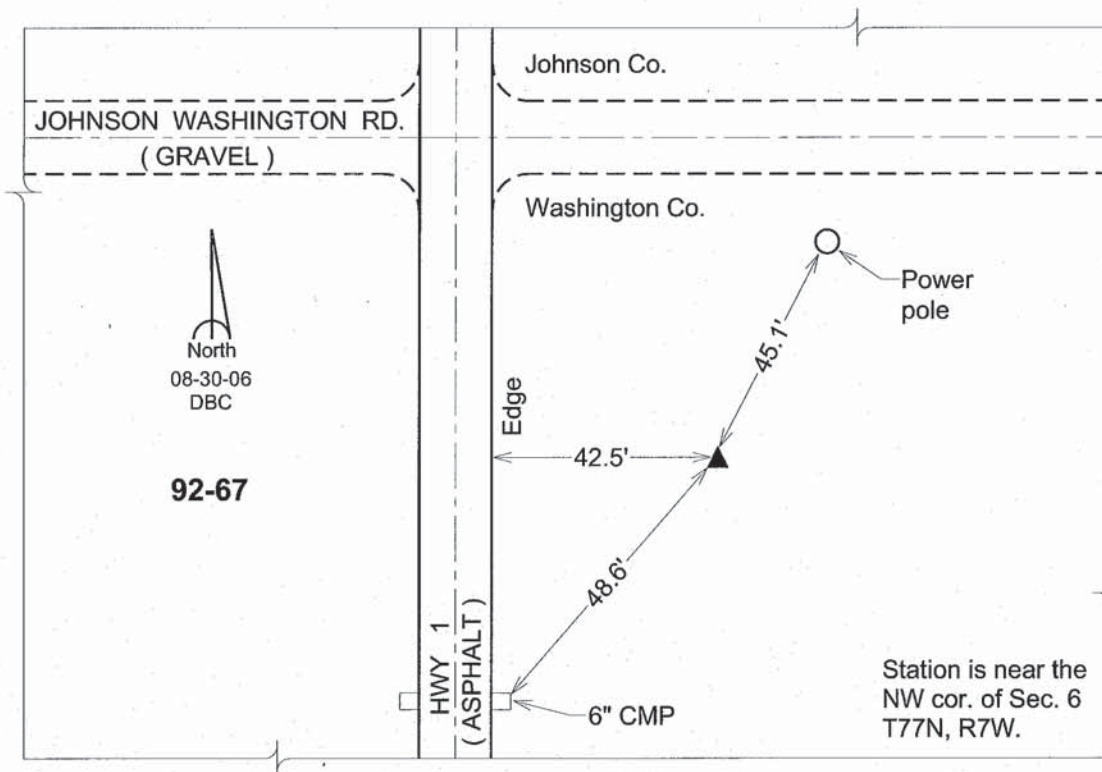 Johnson Co.
JOHNSON WASHINGTON RD.
( GRAVEL )
Washington Co.
Power
pole
North
08-30-06
DBC
45.1'
Edge
42.5'
92-67
48.6'
HWY 1
( ASPHALT )
6" CMP
Station is near the
NW cor. of Sec. 6
T77N, R7W.